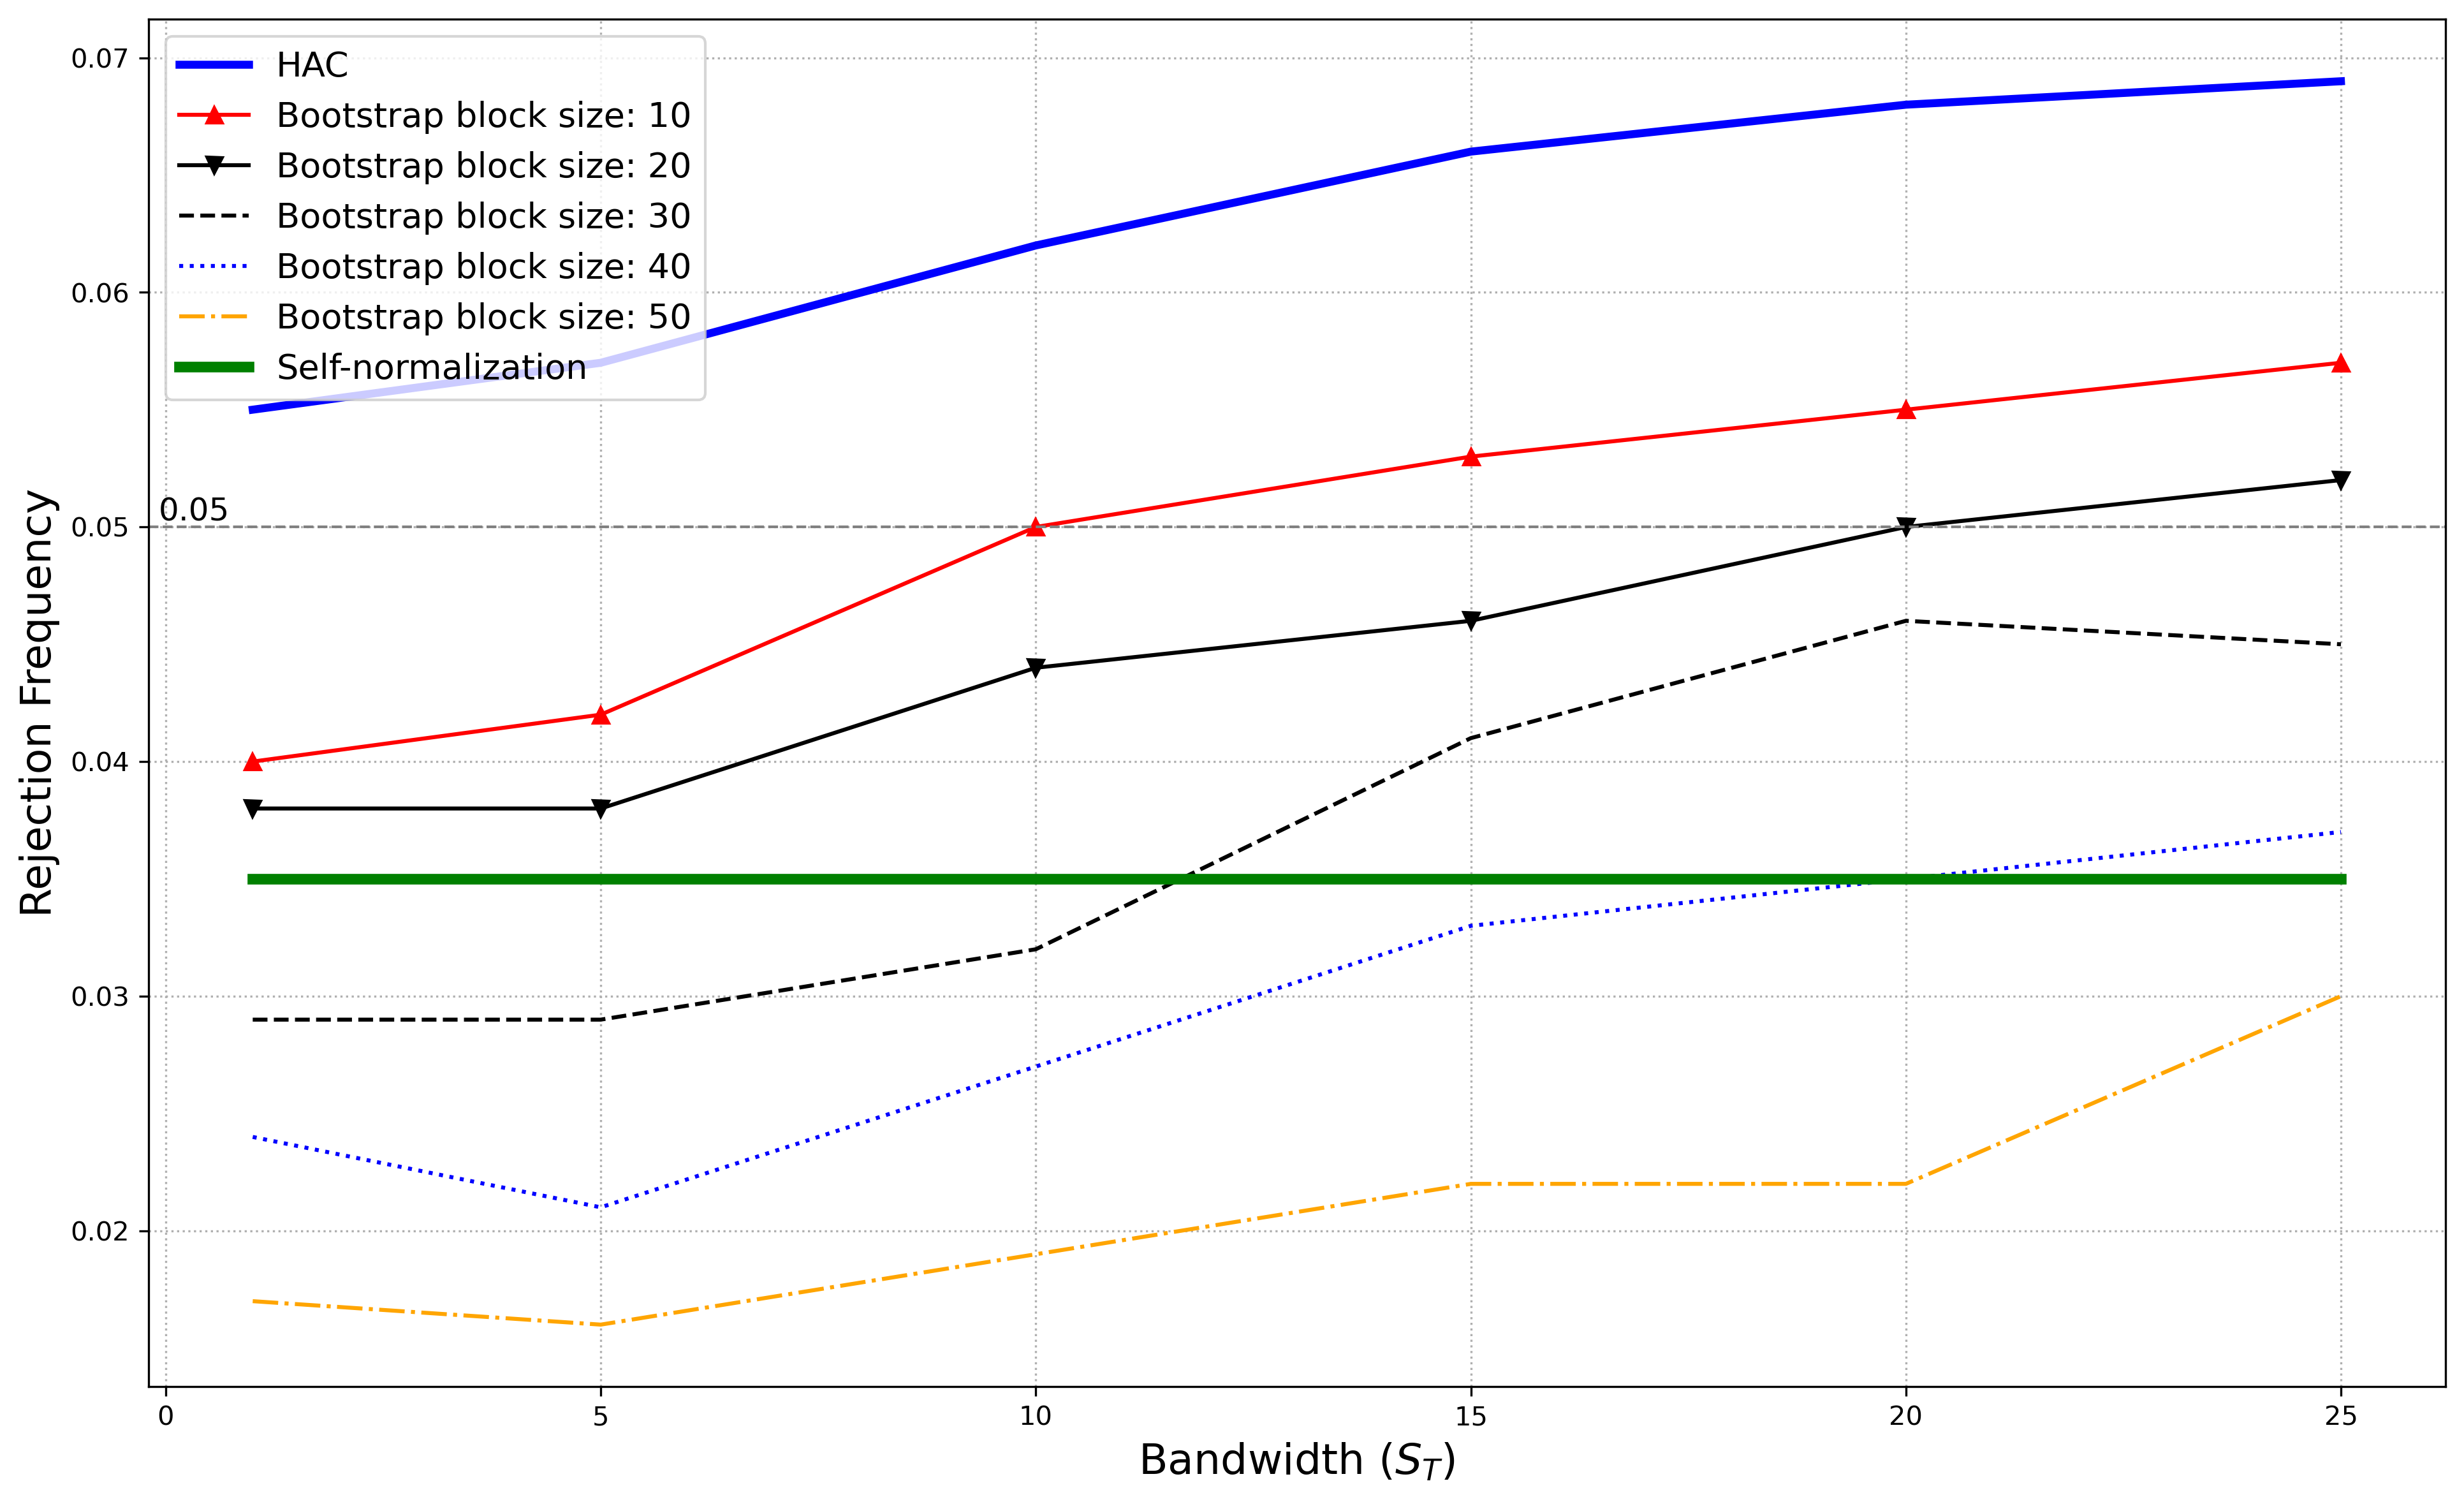 HAC
Bootstrap block size: 10
Bootstrap block size: 20
Bootstrap block size: 30
Bootstrap block size: 40
Bootstrap block size: 50
Self-normalization
0.07
0.06
0.05
0.05
0.04
0.03
0.02
Rejection Frequency
0 5 10 15 20 25
Bandwidth (S_T)